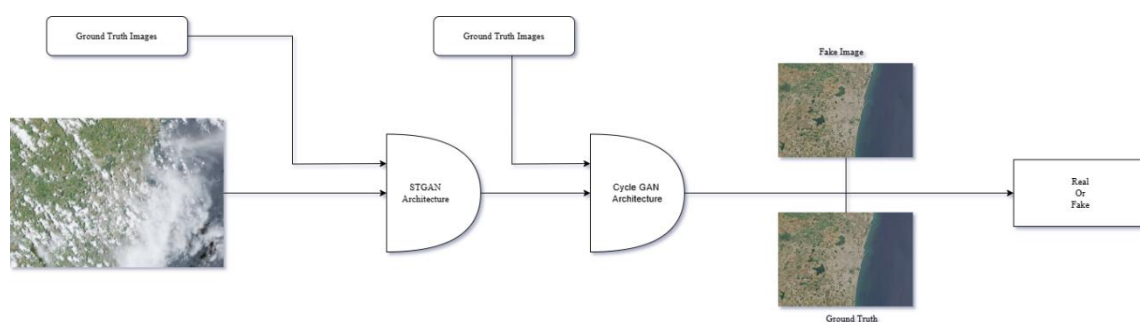 Ground Truth Images
Ground Truth Images
Fake Image
STGAN
Architecture
Cycle GAN
Architecture
Real
Or
Fake
Ground Truth